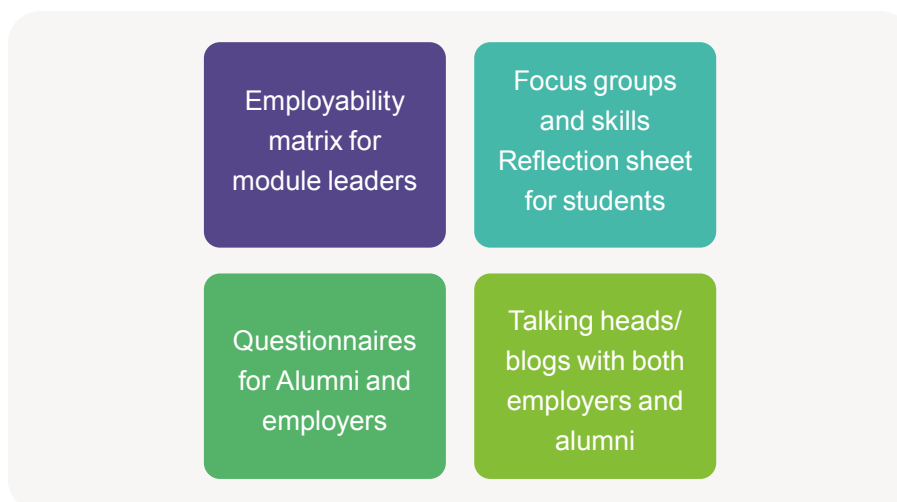 Employability
matrix for
module leaders
Focus groups
and skills
Reflection sheet
for students
Questionnaires
for Alumni and
employers
Talking heads/
blogs with both
employers and
alumni